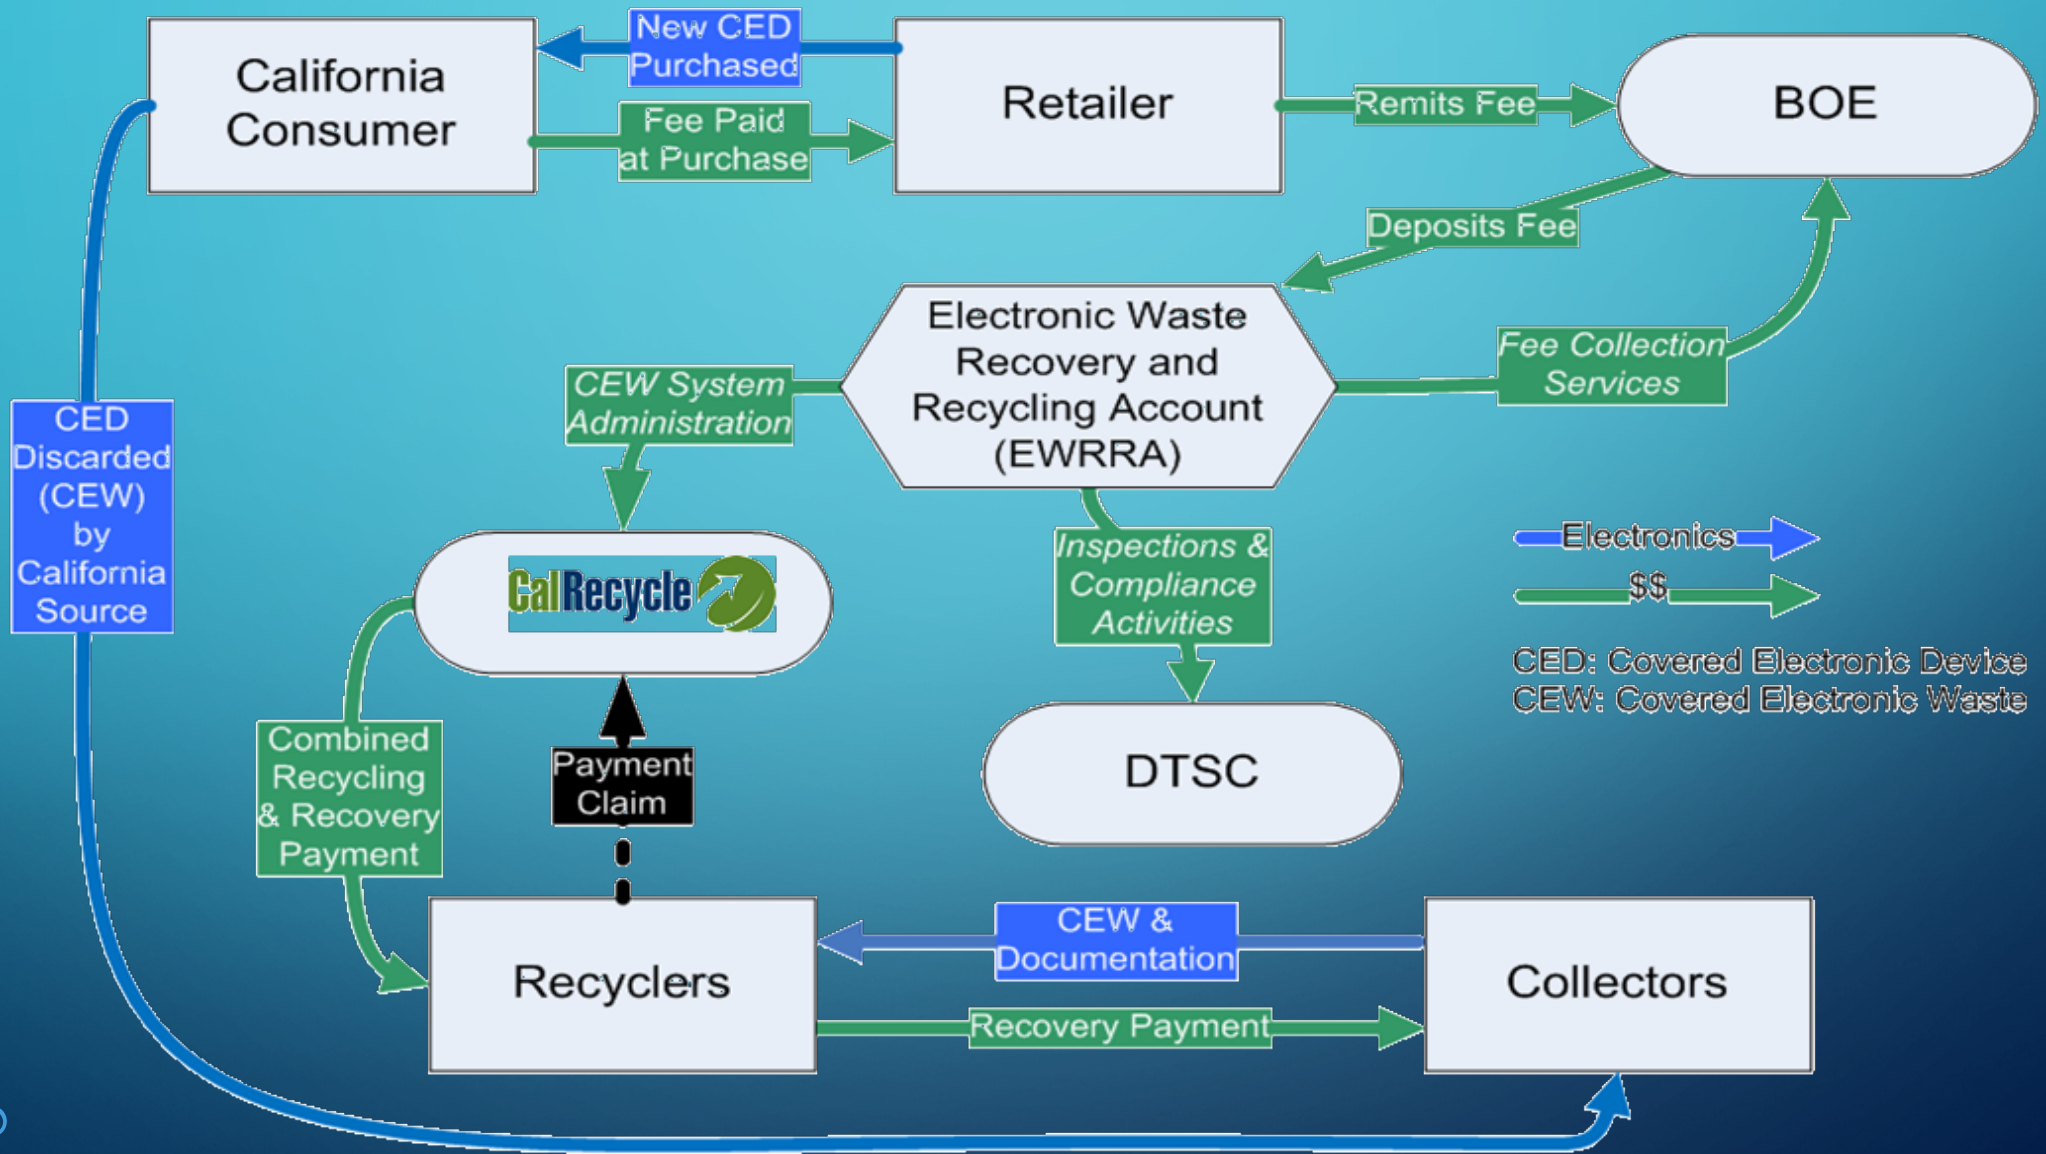 California
Consumer
New CED
Purchased
Fee Paid
at Purchase
Retailer
Remits Fee
BOE
Deposits Fee
Electronic Waste
Recovery and
Recycling Account
(EWRRA)
Fee Collection
Services
CEW System
Administration
CED
Discarded
(CEW)
by
California
Source
CalRecycle
Inspections &
Compliance
Activities
Electronics
$$
CED: Covered Electronic Device
CEW: Covered Electronic Waste
Combined
Recycling
& Recovery
Payment
Payment
Claim
DTSC
Recyclers
CEW &
Documentation
Recovery Payment
Collectors